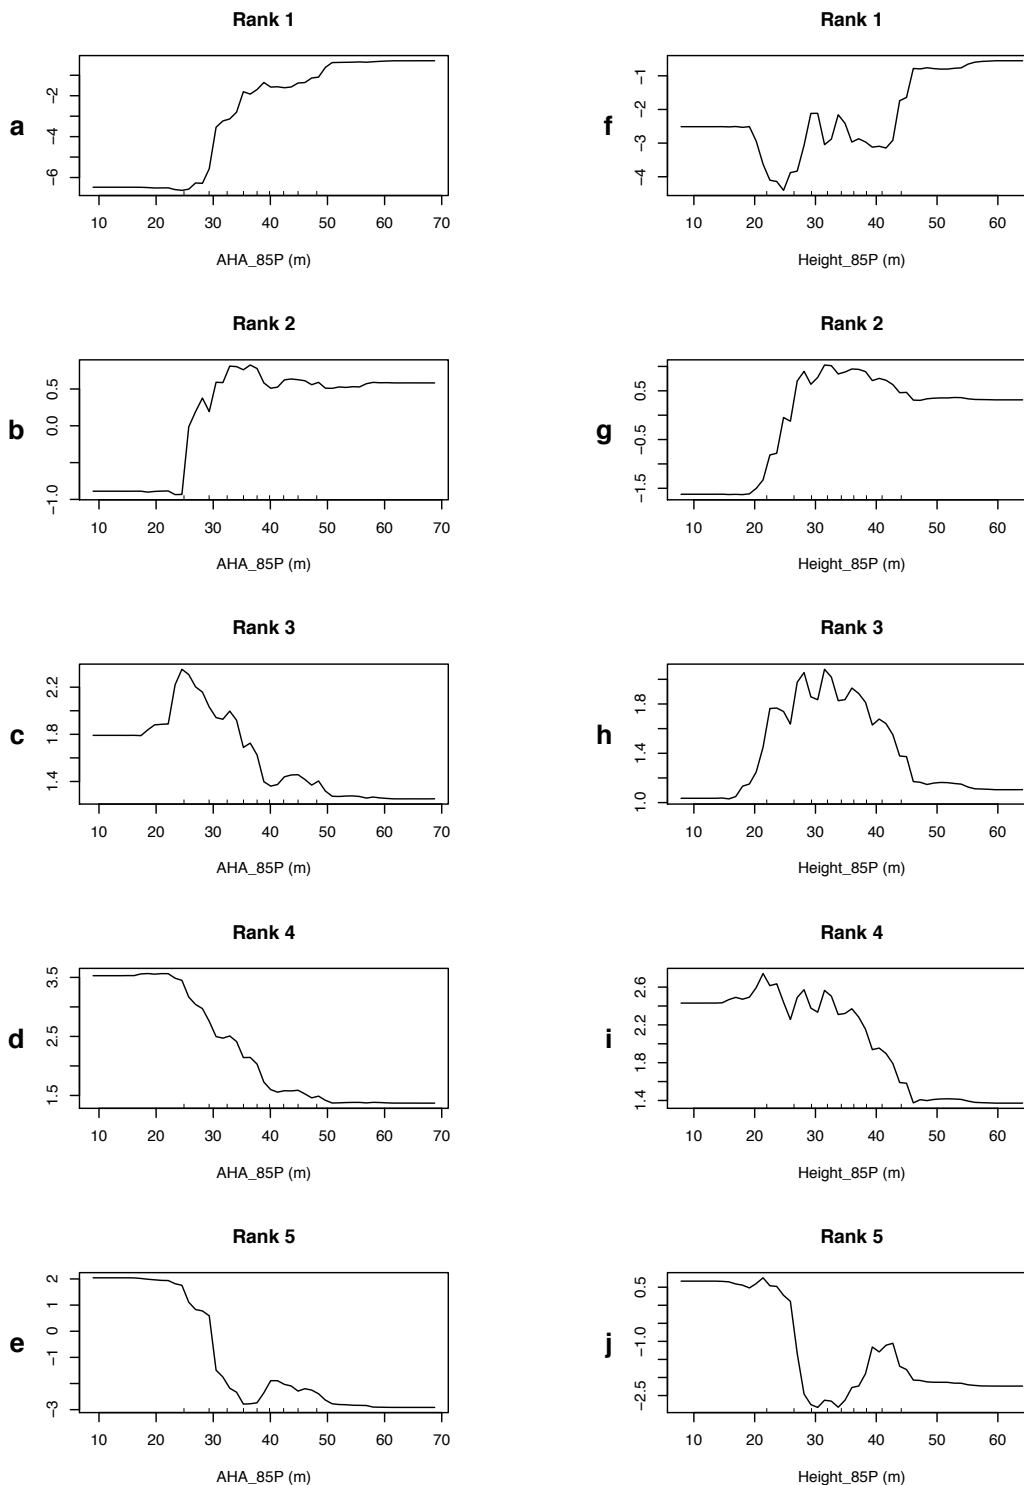 Rank 1
a
-2
-4
-6
10 20 30 40 50 60 70
AHA_85P (m)
Rank 1
f
-1
-2
-3
-4
10 20 30 40 50 60
Height_85P (m)
Rank 2
b
0.5
0.0
-1.0
10 20 30 40 50 60 70
AHA_85P (m)
Rank 2
g
0.5
-0.5
-1.5
10 20 30 40 50 60
Height_85P (m)
Rank 3
c
2.2
1.8
1.4
10 20 30 40 50 60 70
AHA_85P (m)
Rank 3
h
1.8
1.4
1.0
10 20 30 40 50 60
Height_85P (m)
Rank 4
d
3.5
2.5
1.5
10 20 30 40 50 60 70
AHA_85P (m)
Rank 4
i
2.6
2.2
1.8
1.4
10 20 30 40 50 60
Height_85P (m)
Rank 5
e
2
1
0
-1
-3
10 20 30 40 50 60 70
AHA_85P (m)
Rank 5
j
0.5
-1.0
-2.5
10 20 30 40 50 60
Height_85P (m)